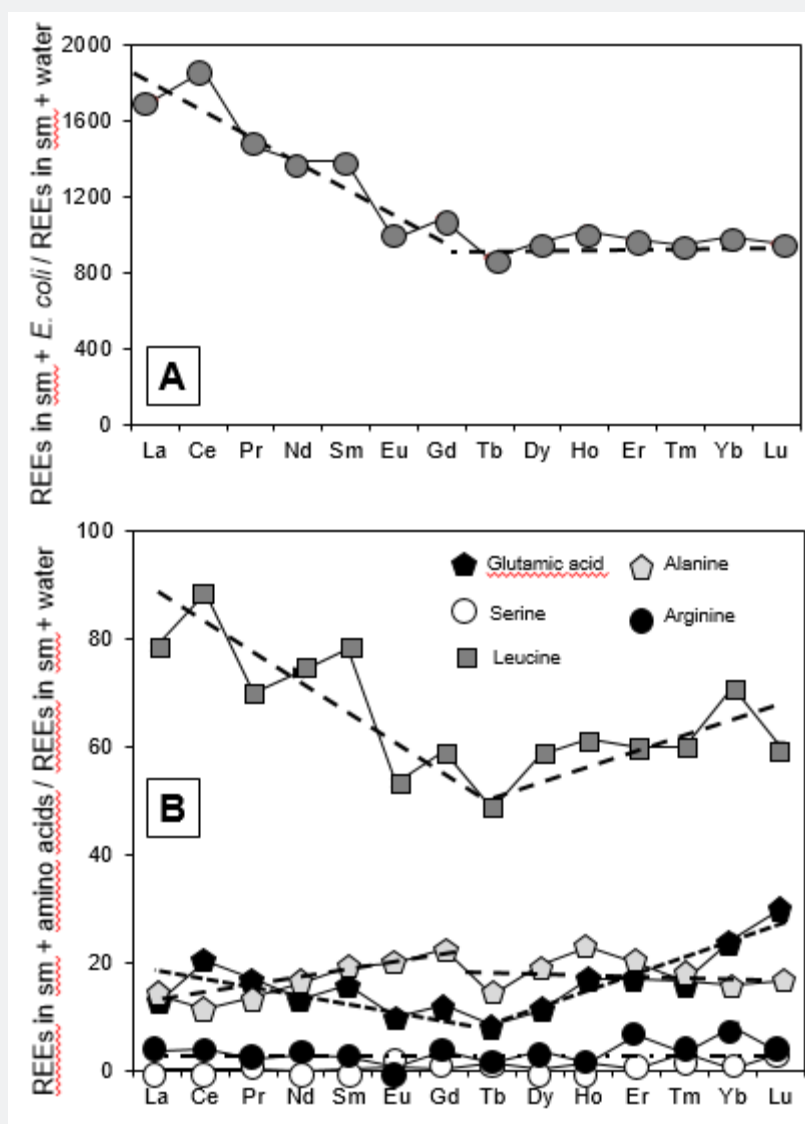 REEs in sm + E. coli / REEs in sm + water
2000
1600
1200
800
400
0
A
La Ce Pr Nd Sm Eu Gd Tb Dy Ho Er Tm Yb Lu
REEs in sm + amino acids / REEs in sm + water
100
80
60
40
20
0
Glutamic acid Alanine
Serine Arginine
Leucine
B
La Ce Pr Nd Sm Eu Gd Tb Dy Ho Er Tm Yb Lu